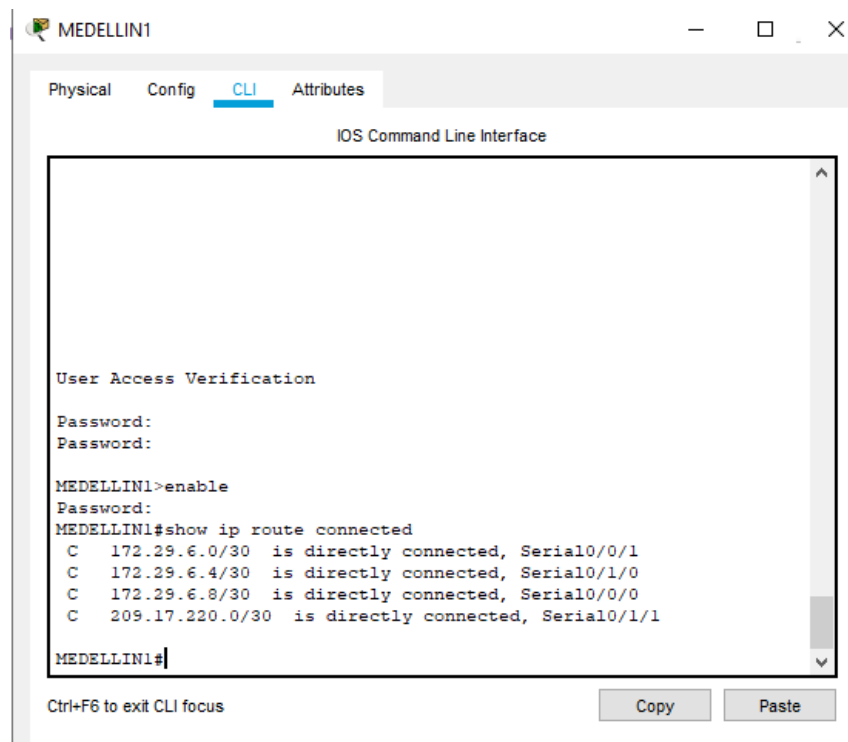 MEDELLIN1
Physical Config CLI Attributes
IOS Command Line Interface
User Access Verification
Password:
Password:
MEDELLIN1>enable
Password:
MEDELLIN1#show ip route connected
C 172.29.6.0/30 is directly connected, Serial0/0/1
C 172.29.6.4/30 is directly connected, Serial0/1/0
C 172.29.6.8/30 is directly connected, Serial0/0/0
C 209.17.220.0/30 is directly connected, Serial0/1/1
MEDELLIN1#
Ctrl+F6 to exit CLI focus Copy Paste